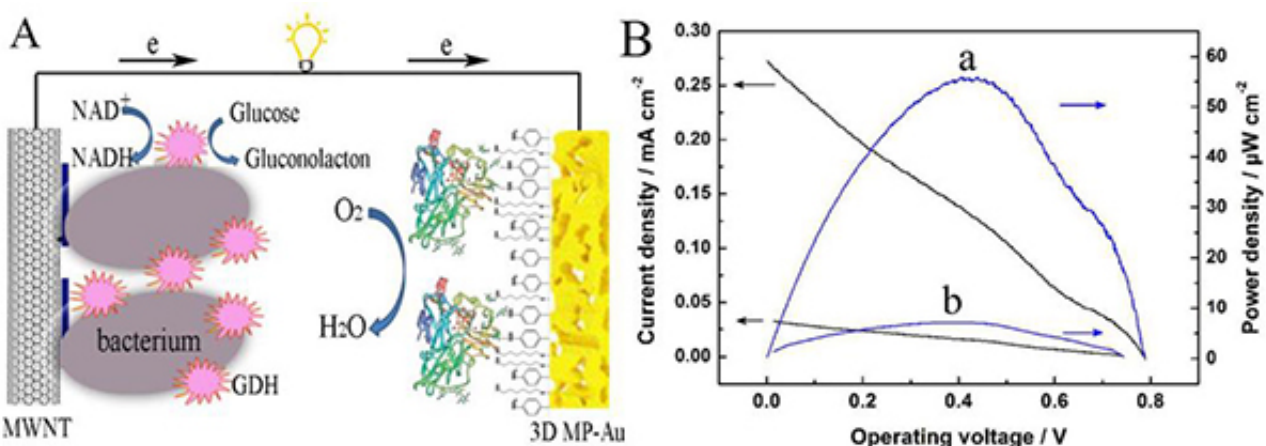 A
e
e
NAD+
Glucose
NADH
Gluconolacton
O2
H2O
bacterium
GDH
MWNT
3D MP-Au
B
Current density / mA cm-2
0.30
0.25
0.20
0.15
0.10
0.05
0.00
a
b
60
50
40
30
20
10
0
Power density / μW cm-2
0.0 0.2 0.4 0.6 0.8
Operating voltage / V